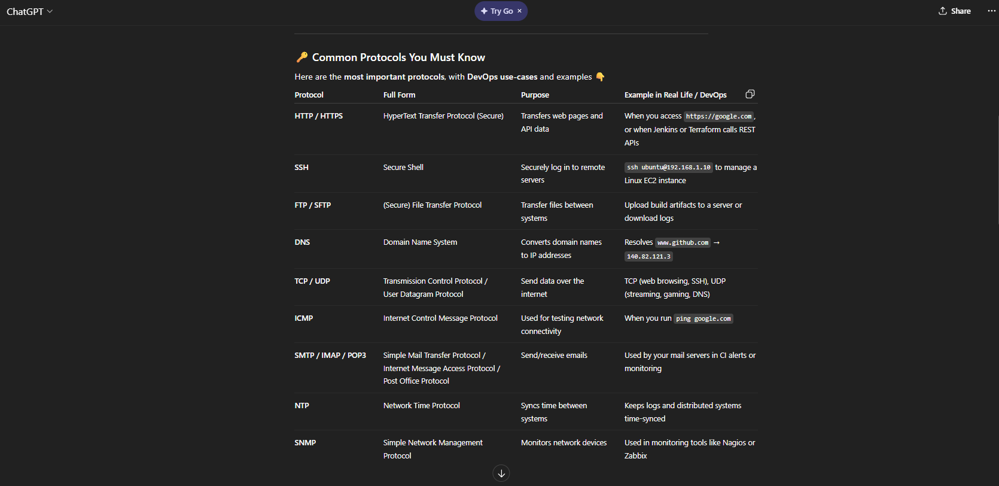 ChatGPT
Try Go ×
Share
🔑 Common Protocols You Must Know
Here are the most important protocols, with DevOps use-cases and examples 👇
Protocol Full Form Purpose Example in Real Life / DevOps
HTTP / HTTPS HyperText Transfer Protocol (Secure) Transfers web pages and When you access https://google.com,
API data or when Jenkins or Terraform calls REST
APIs
SSH Secure Shell Securely log in to remote ssh ubuntu@192.168.1.10 to manage a
servers Linux EC2 instance
FTP / SFTP (Secure) File Transfer Protocol Transfer files between Upload build artifacts to a server or
systems download logs
DNS Domain Name System Converts domain names Resolves www.github.com →
to IP addresses 140.82.121.3
TCP / UDP Transmission Control Protocol / Send data over the TCP (web browsing, SSH), UDP
User Datagram Protocol internet (streaming, gaming, DNS)
ICMP Internet Control Message Protocol Used for testing network When you run ping google.com
connectivity
SMTP / IMAP / POP3 Simple Mail Transfer Protocol / Send/receive emails Used by your mail servers in CI alerts or
Internet Message Access Protocol / monitoring
Post Office Protocol
NTP Network Time Protocol Syncs time between Keeps logs and distributed systems
systems time-synced
SNMP Simple Network Management Monitors network devices Used in monitoring tools like Nagios or
Protocol Zabbix